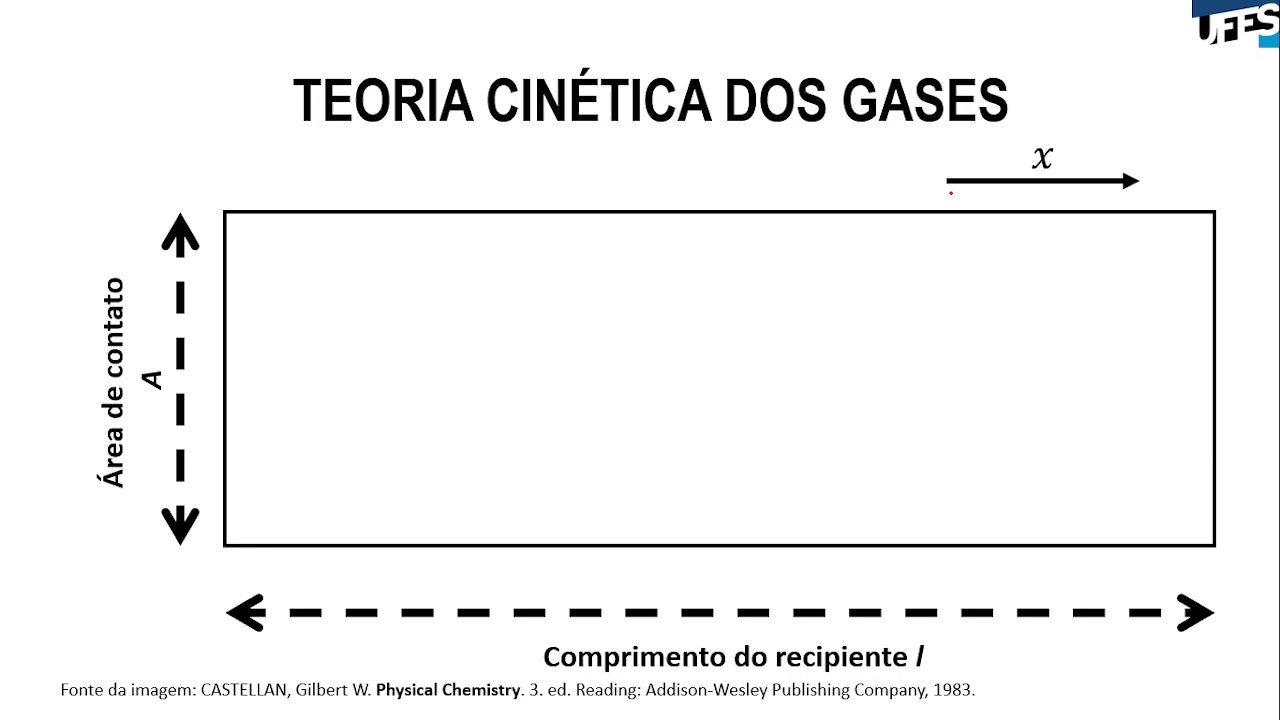 UFES
TEORIA CINÉTICA DOS GASES
x
Área de contato
A
Comprimento do recipiente l
Fonte da imagem: CASTELLAN, Gilbert W. Physical Chemistry. 3. ed. Reading: Addison-Wesley Publishing Company, 1983.